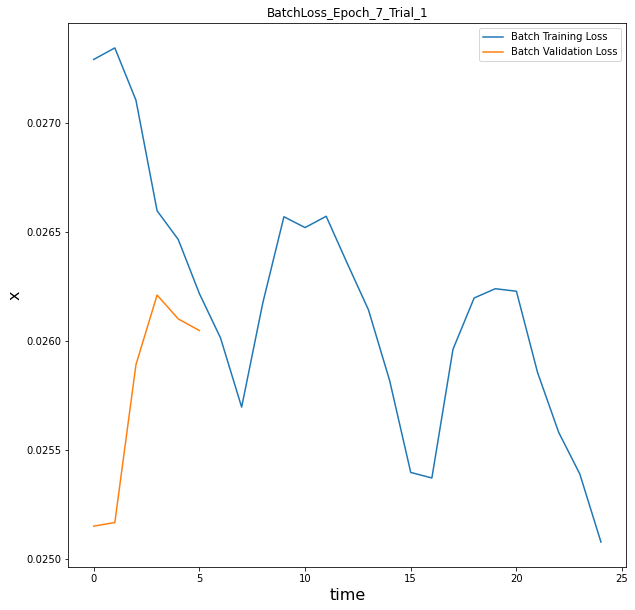 BatchLoss_Epoch_7_Trial_1
Batch Training Loss
Batch Validation Loss
0.0270
0.0265
0.0260
0.0255
0.0250
x
0 5 10 15 20 25
time